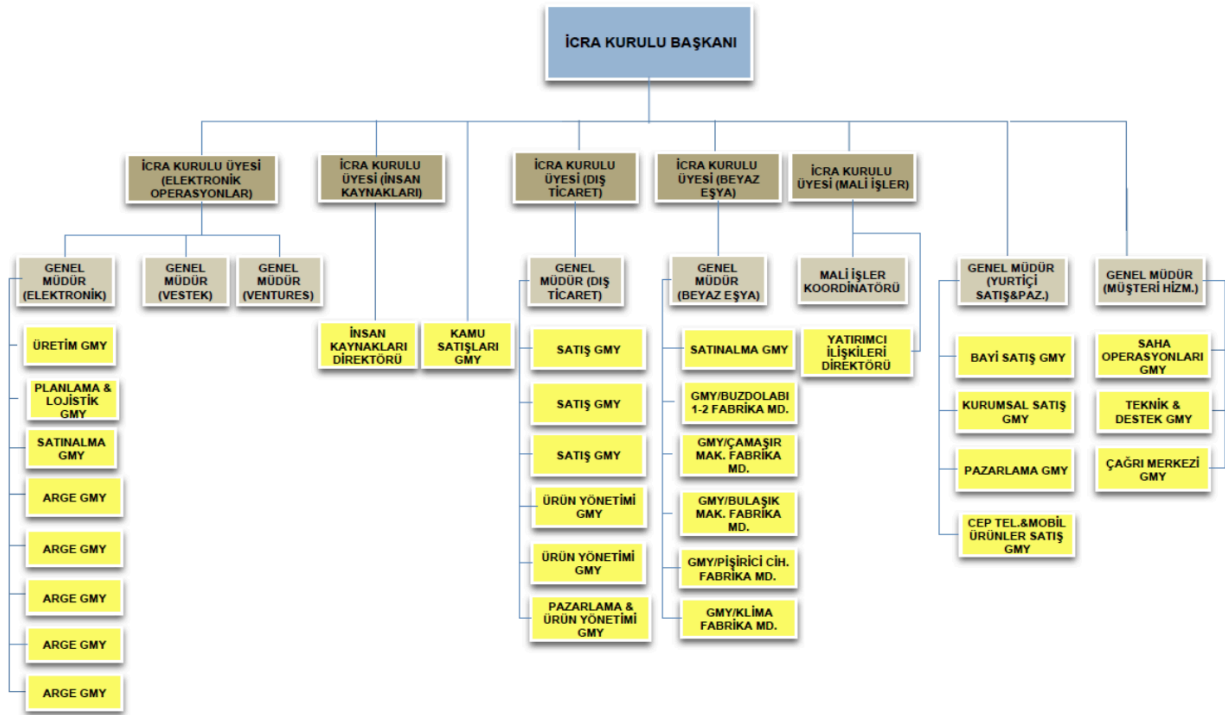 İCRA KURULU BAŞKANI
İCRA KURULU ÜYESİ
(ELEKTRONİK
OPERASYONLAR)
İCRA KURULU
ÜYESİ (İNSAN
KAYNAKLARI)
İCRA KURULU
ÜYESİ (DIŞ
TİCARET)
İCRA KURULU
ÜYESİ (BEYAZ
EŞYA)
İCRA KURULU
ÜYESİ (MALİ İŞLER)
GENEL
MÜDÜR
(ELEKTRONİK)
GENEL
MÜDÜR
(VESTEK)
GENEL
MÜDÜR
(VENTURES)
GENEL
MÜDÜR (DIŞ
TİCARET)
GENEL
MÜDÜR
(BEYAZ EŞYA)
MALİ İŞLER
KOORDİNATÖRÜ
GENEL MÜDÜR
(YURTİÇİ
SATIŞ&PAZ.)
GENEL MÜDÜR
(MÜŞTERİ HİZM.)
ÜRETİM GMY
PLANLAMA &
LOJİSTİK
GMY
SATINALMA
GMY
ARGE GMY
ARGE GMY
ARGE GMY
ARGE GMY
ARGE GMY
İNSAN
KAYNAKLARI
DİREKTÖRÜ
KAMU
SATIŞLARI
GMY
SATIŞ GMY
SATIŞ GMY
SATIŞ GMY
ÜRÜN YÖNETİMİ
GMY
ÜRÜN YÖNETİMİ
GMY
PAZARLAMA &
ÜRÜN YÖNETİMİ
GMY
SATINALMA GMY
GMY/BUZDOLABI
1-2 FABRİKA MD.
GMY/ÇAMAŞIR
MAK. FABRİKA
MD.
GMY/BULAŞIK
MAK. FABRİKA
MD.
GMY/PİŞİRİCİ CİH.
FABRİKA MD.
GMY/KLİMA
FABRİKA MD.
YATIRIMCI
İLİŞKİLERİ
DİREKTÖRÜ
BAYİ SATIŞ GMY
KURUMSAL SATIŞ
GMY
PAZARLAMA GMY
CEP TEL.&MOBİL
ÜRÜNLER SATIŞ
GMY
SAHA
OPERASYONLARI
GMY
TEKNİK &
DESTEK GMY
ÇAĞRI MERKEZİ
GMY